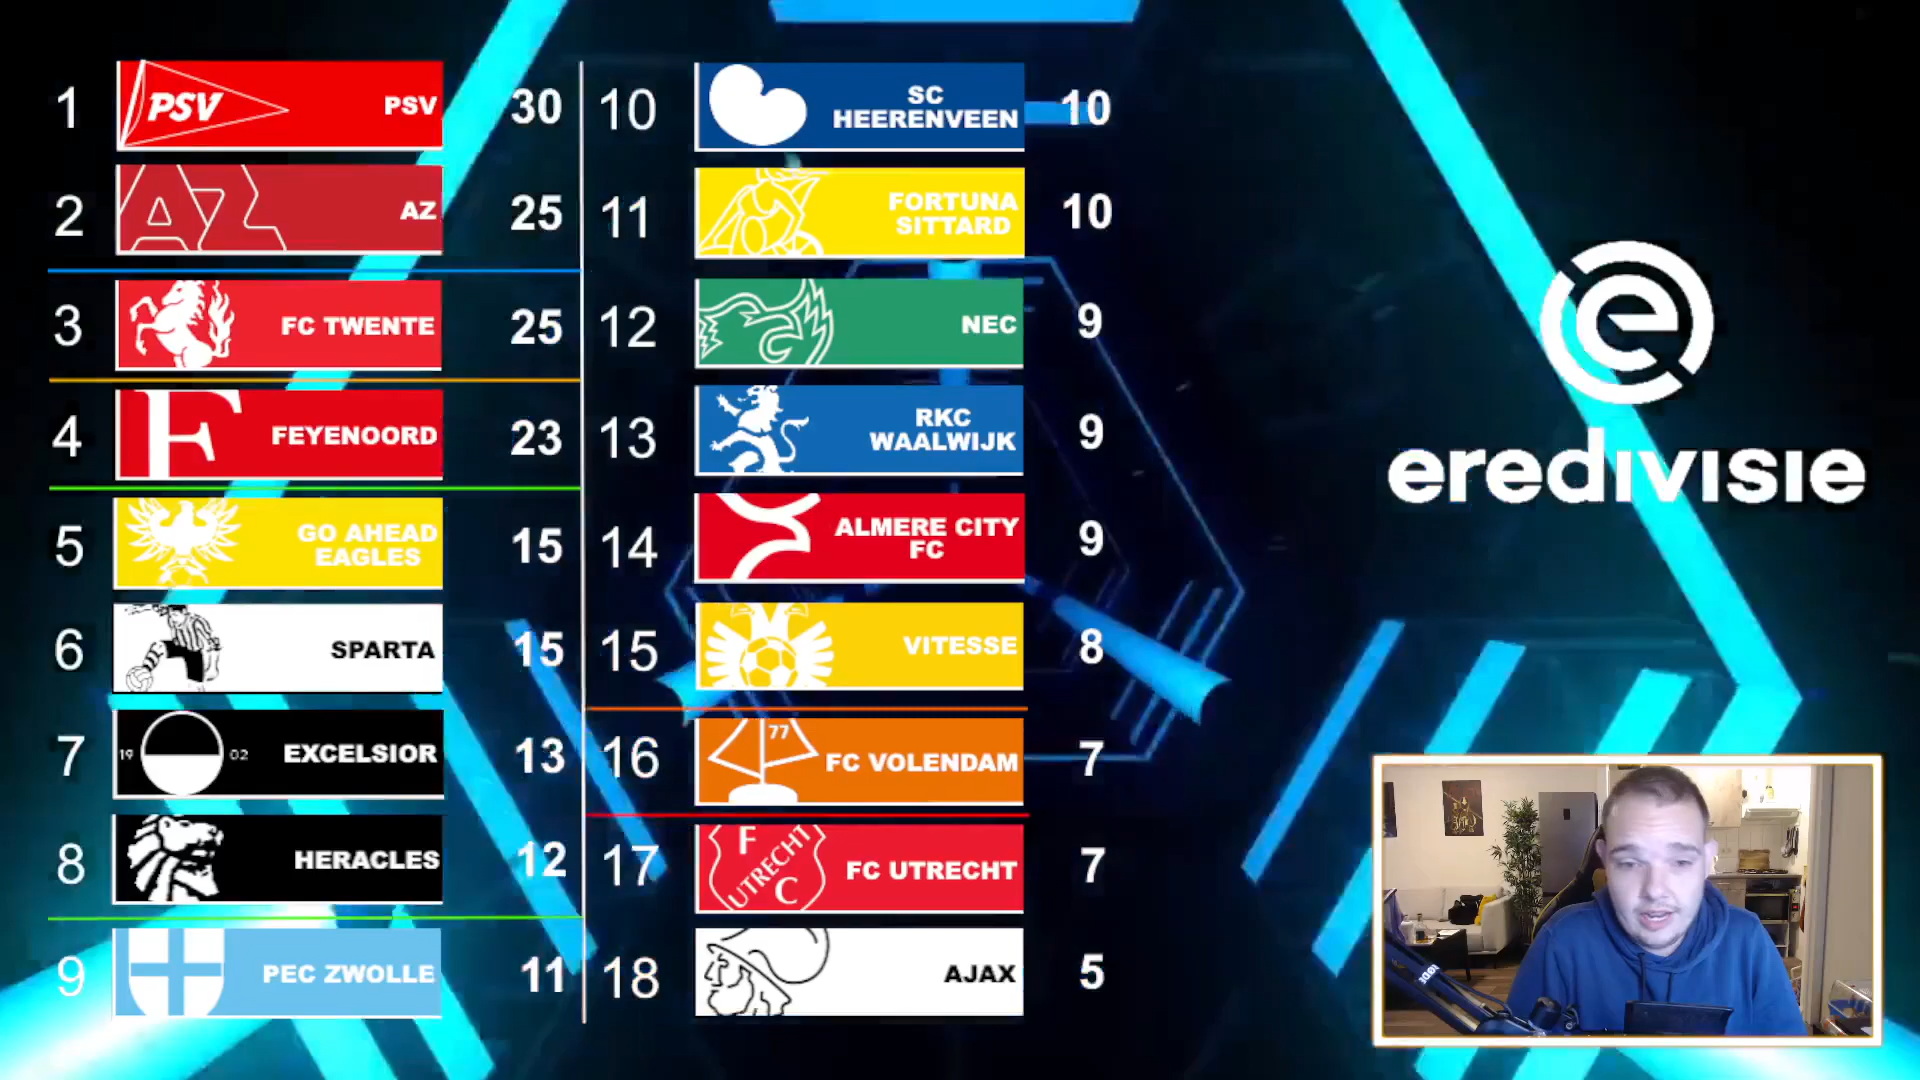 1 PSV PSV 30
2 AZ AZ 25
3 FC TWENTE 25
4 F FEYENOORD 23
5 GO AHEAD
EAGLES 15
6 SPARTA 15
7 19 02 EXCELSIOR 13
8 HERACLES 12
9 PEC ZWOLLE 11
10 SC
HEERENVEEN 10
11 FORTUNA
SITTARD 10
12 NEC 9
13 RKC
WAALWIJK 9
14 ALMERE CITY
FC 9
15 VITESSE 8
16 77 FC VOLENDAM 7
17 F UTRECHT C FC UTRECHT 7
18 AJAX 5
e
eredivisie
RØDE